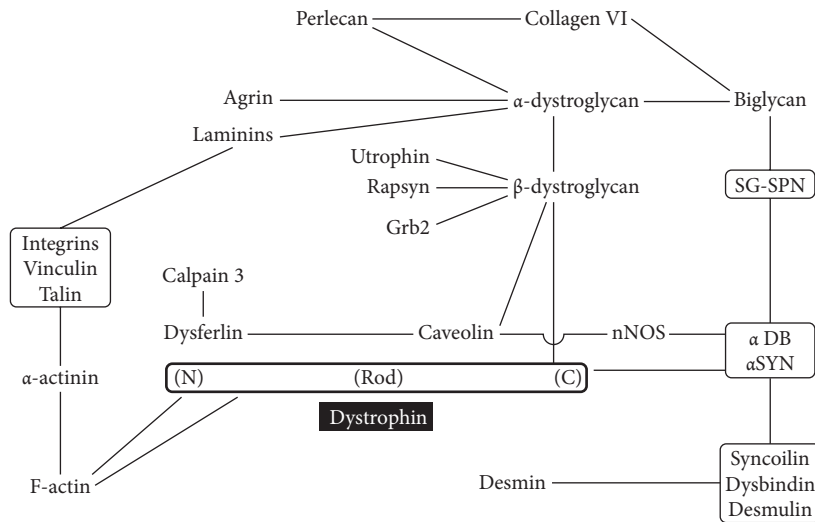 Perlecan
Collagen VI
Agrin
α-dystroglycan
Biglycan
Laminins
Utrophin
Rapsyn
β-dystroglycan
SG-SPN
Grb2
Integrins
Vinculin
Talin
Calpain 3
Dysferlin
Caveolin
nNOS
α DB
αSYN
α-actinin
(N)
(Rod)
(C)
Dystrophin
F-actin
Desmin
Syncoilin
Dysbindin
Desmulin